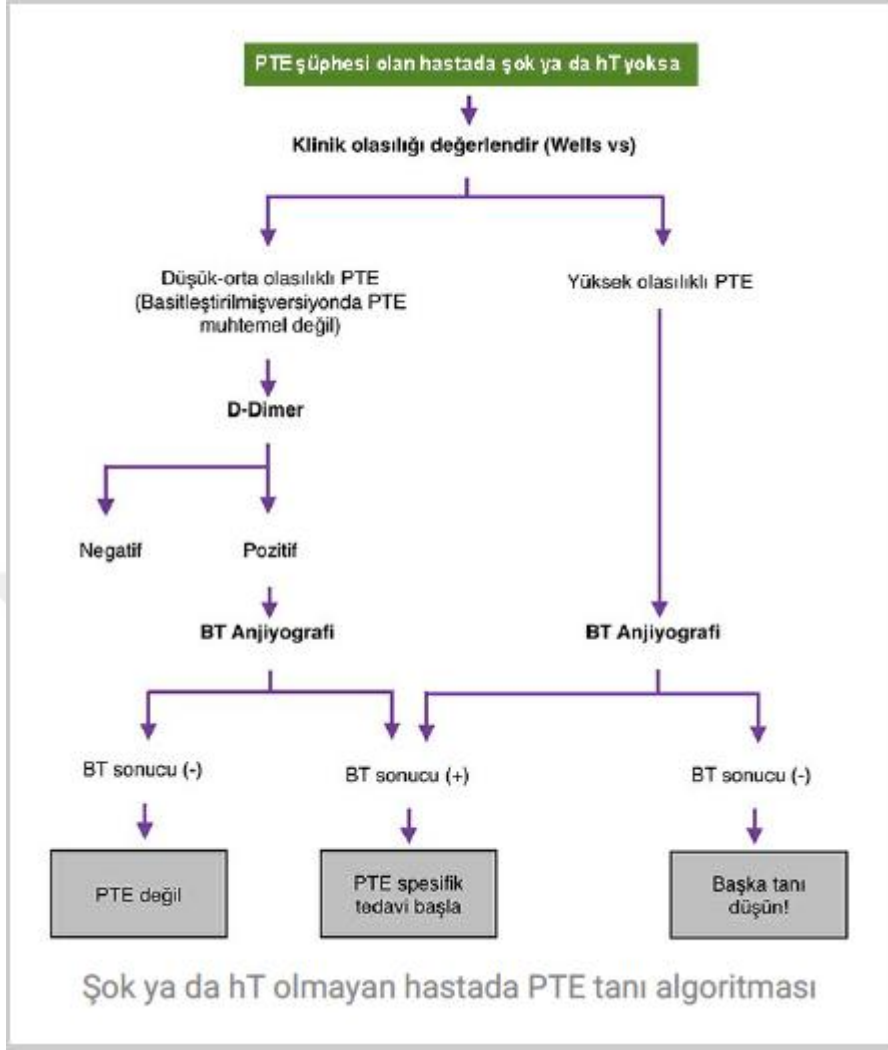 PTE şüphesi olan hastada şok ya da hT yoksa
Klinik olasılığı değerlendir (Wells vs)
Düşük-orta olasılıklı PTE
(Basitleştirilmişversiyonda PTE
muhtemel değil)
Yüksek olasılıklı PTE
D-Dimer
Negatif
Pozitif
BT Anjiyografi
BT Anjiyografi
BT sonucu (-)
BT sonucu (+)
BT sonucu (-)
PTE değil
PTE spesifik
tedavi başla
Başka tanı
düşün!
Şok ya da hT olmayan hastada PTE tanı algoritması